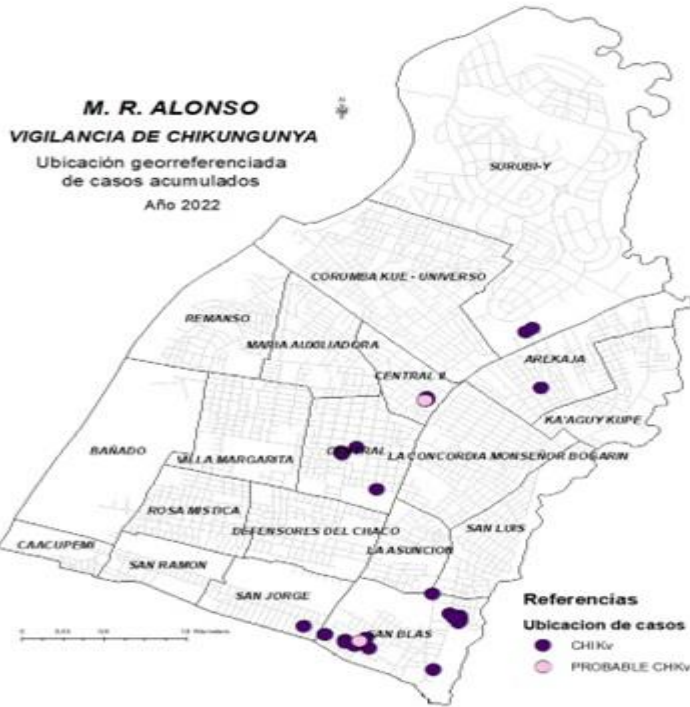 M. R. ALONSO
VIGILANCIA DE CHIKUNGUNYA
Ubicación georreferenciada
de casos acumulados
Año 2022
SURUBI-Y
CORUMBA KUE - UNIVERSO
REMANSO
MARIA AUXILIADORA
AREKAJA
CENTRAL II
KA'AGUY KUPE
BAÑADO
VILLA MARGARITA
CENTRAL
LA CONCORDIA
MONSEÑOR BOGARIN
ROSA MISTICA
DEFENSORES DEL CHACO
SAN LUIS
CAACUPEMI
LA ASUNCION
SAN RAMON
SAN JORGE
SAN BLAS
Referencias
Ubicacion de casos
CHIKv
PROBABLE CHKv